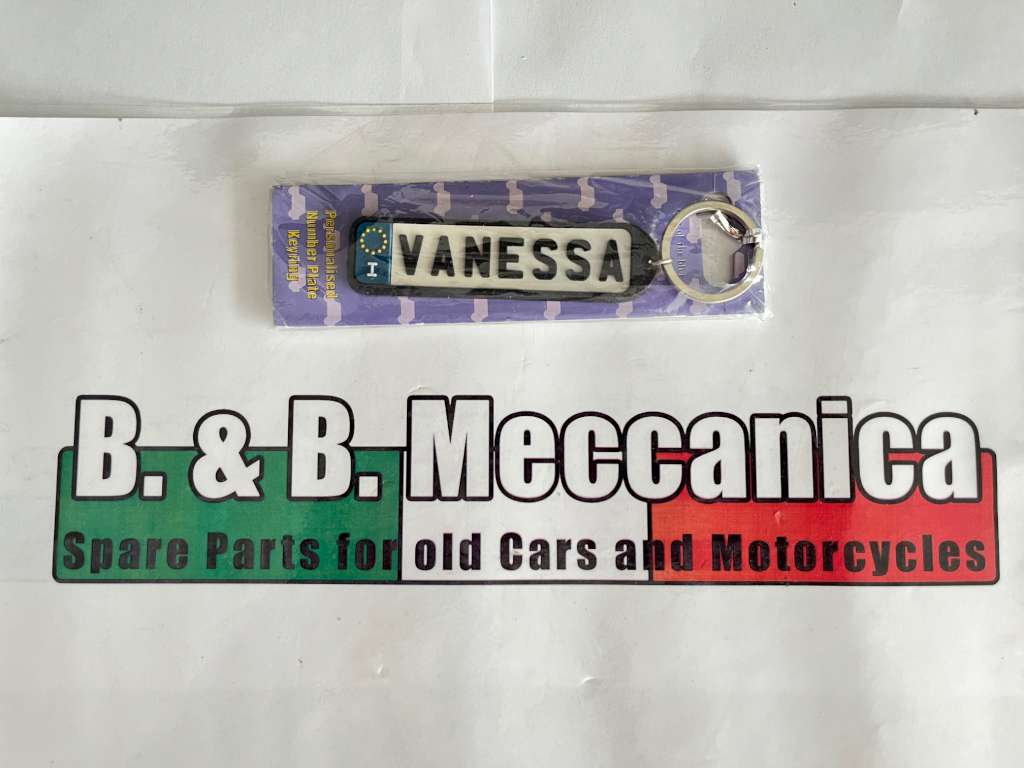 Personalised
Number Plate
Keyring
I
VANESSA
B. & B. Meccanica
Spare Parts for old Cars and Motorcycles